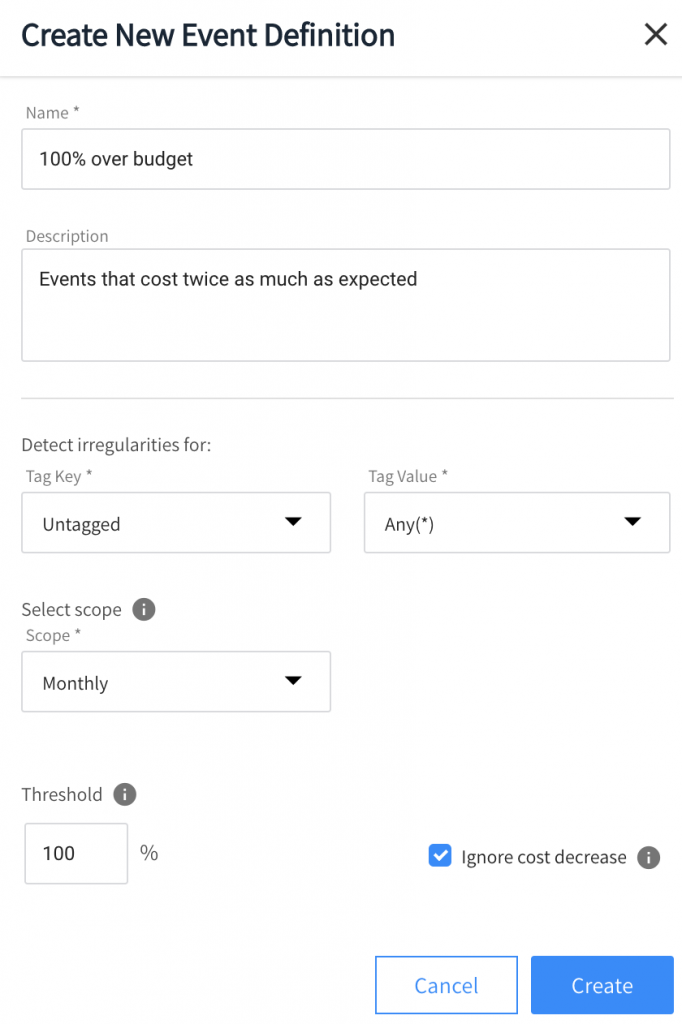 Create New Event Definition
Name *
100% over budget
Description
Events that cost twice as much as expected
Detect irregularities for:
Tag Key * Tag Value *
Untagged Any(*)
Select scope i
Scope *
Monthly
Threshold i
100 % Ignore cost decrease i
Cancel Create